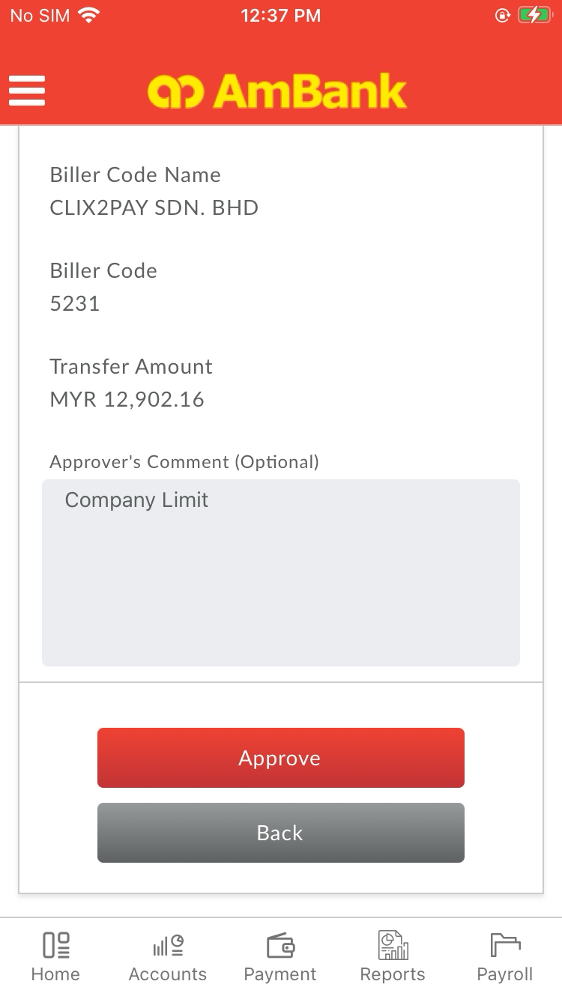 No SIM 12:37 PM
AmBank
Biller Code Name
CLIX2PAY SDN. BHD
Biller Code
5231
Transfer Amount
MYR 12,902.16
Approver's Comment (Optional)
Company Limit
Approve
Back
Home Accounts Payment Reports Payroll